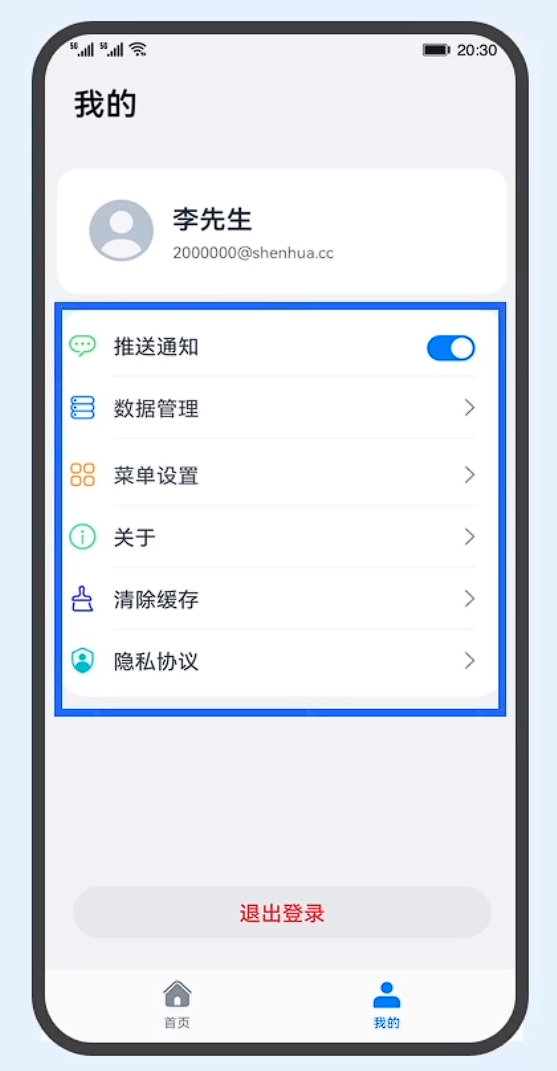 5G 5G 20:30
我的
李先生
2000000@shenhua.cc
推送通知
数据管理
菜单设置
关于
清除缓存
隐私协议
退出登录
首页 我的